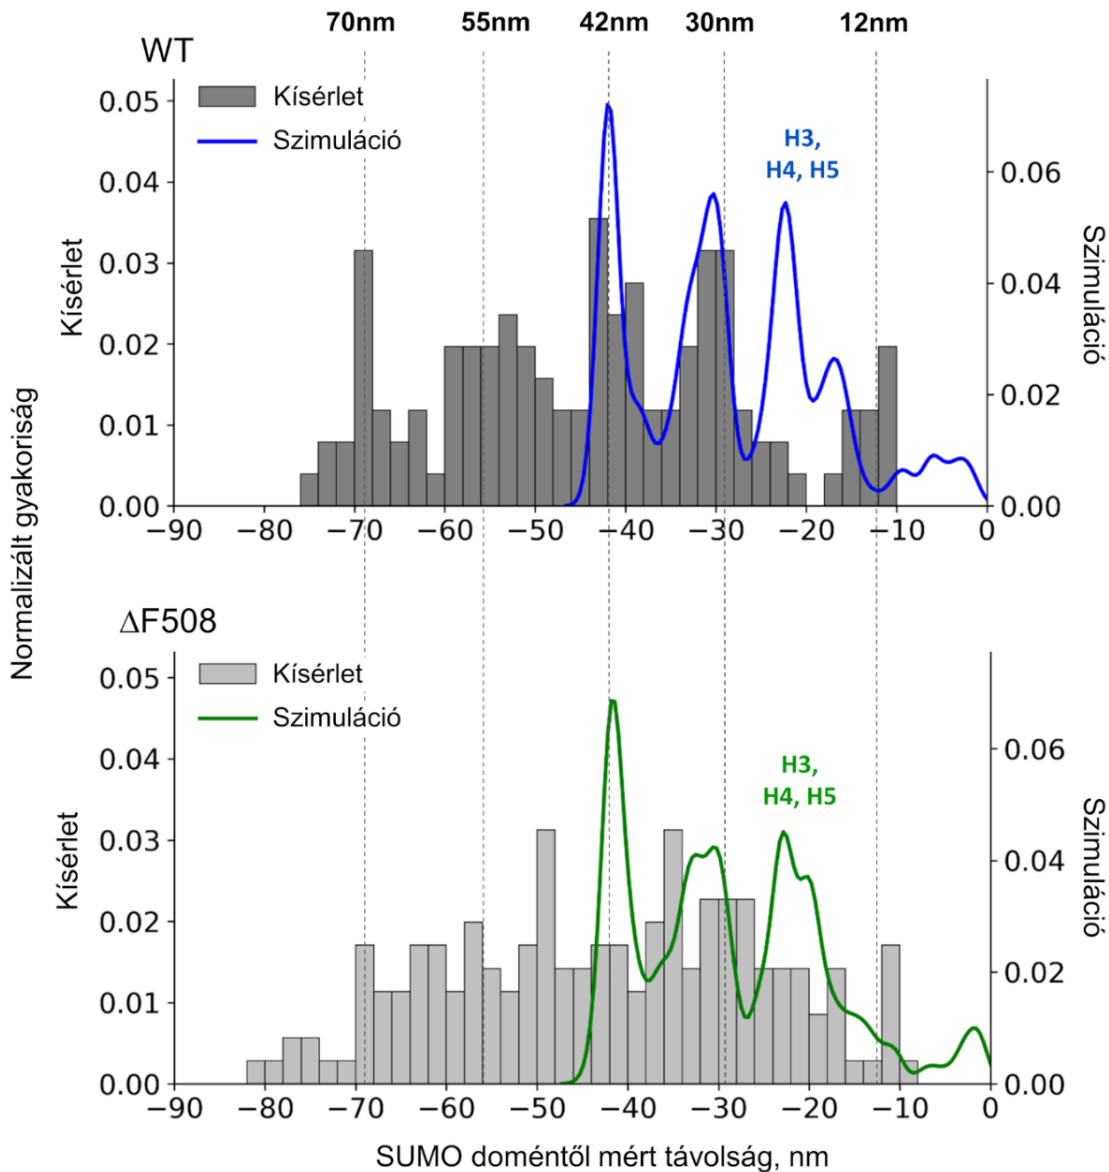 70nm 55nm 42nm 30nm 12nm
WT
Kísérlet
Szimuláció
H3,
H4, H5
0.05
0.04
0.03
0.02
0.01
0.00
Kísérlet
0.06
0.04
0.02
0.00
Szimuláció
−90 −80 −70 −60 −50 −40 −30 −20 −10 0
Normalizált gyakoriság
ΔF508
Kísérlet
Szimuláció
H3,
H4, H5
0.05
0.04
0.03
0.02
0.01
0.00
Kísérlet
0.06
0.04
0.02
0.00
Szimuláció
−90 −80 −70 −60 −50 −40 −30 −20 −10 0
SUMO doméntől mért távolság, nm